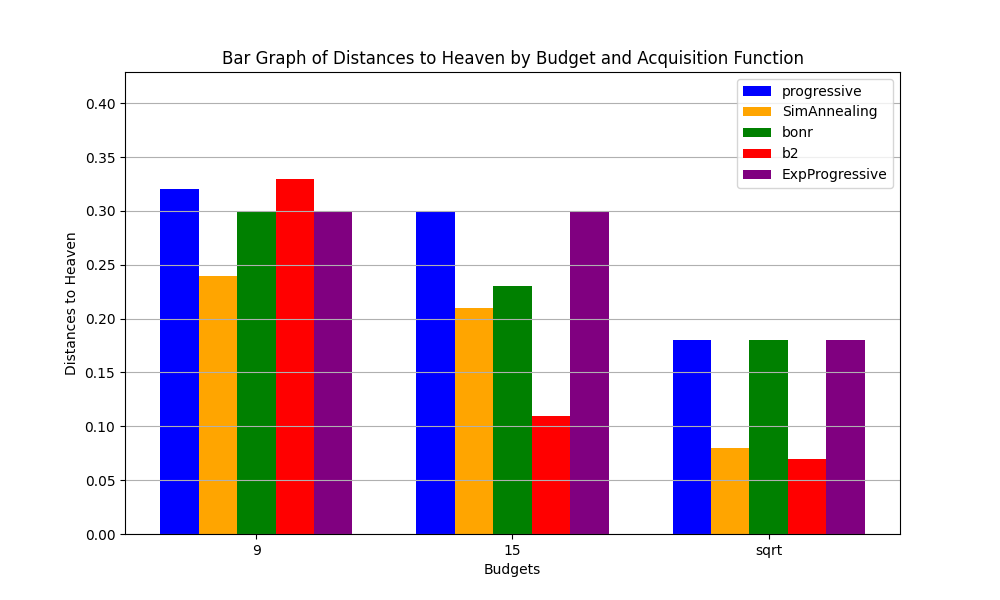 Bar Graph of Distances to Heaven by Budget and Acquisition Function
progressive
SimAnnealing
bonr
b2
ExpProgressive
Distances to Heaven
0.40
0.35
0.30
0.25
0.20
0.15
0.10
0.05
0.00
9 15 sqrt
Budgets